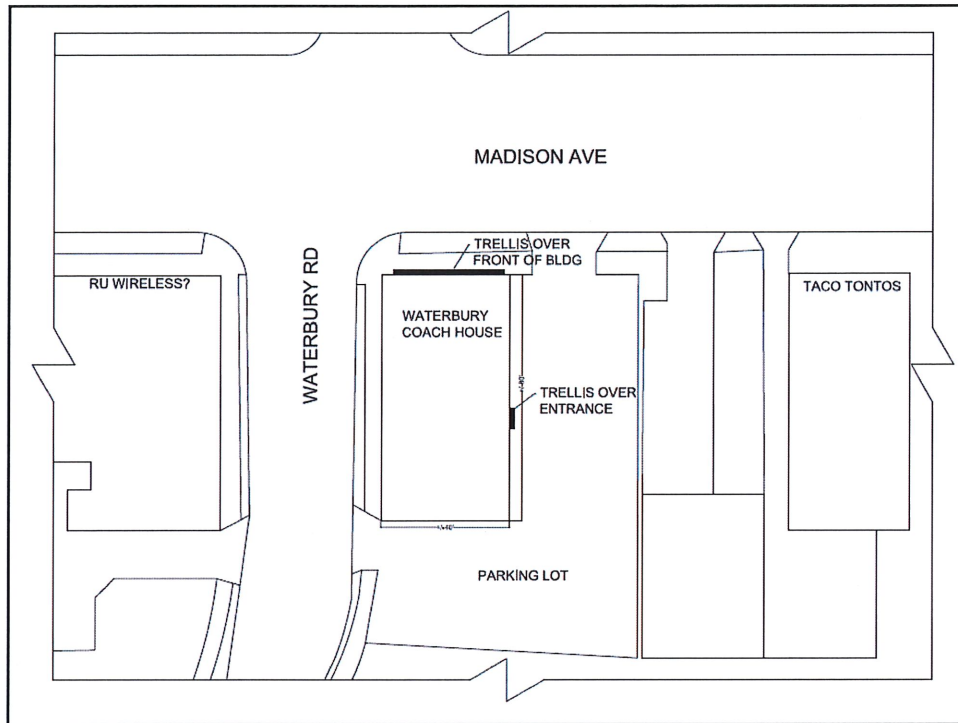 MADISON AVE
WATERBURY RD
TRELLIS OVER
FRONT OF BLDG
RU WIRELESS?
WATERBURY
COACH HOUSE
TACO TONTOS
TRELLIS OVER
ENTRANCE
PARKING LOT